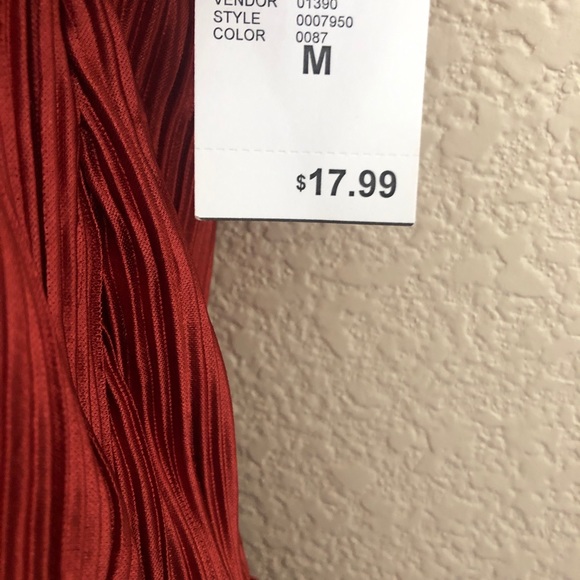 VENDOR 01390
STYLE 0007950
COLOR 0087
M
$17.99